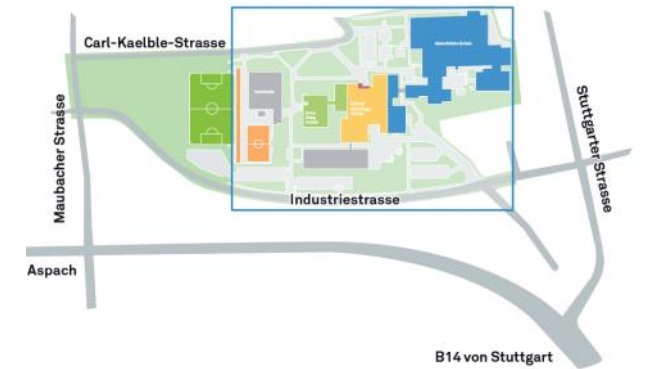 Carl-Kaelble-Strasse
Maubacher Strasse
Stuttgarter Strasse
Industriestrasse
Aspach
B14 von Stuttgart